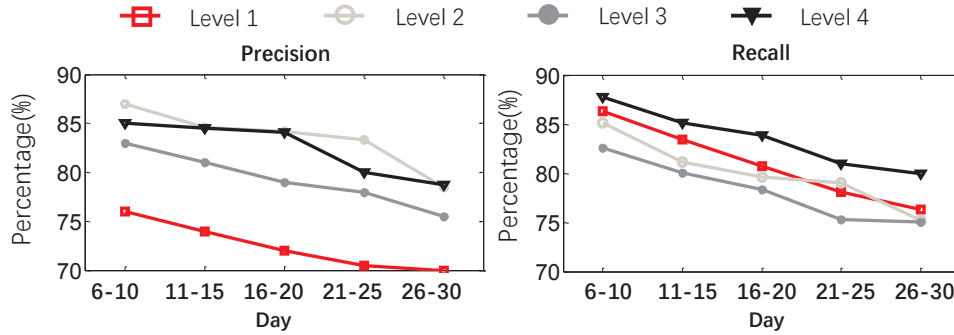 Level 1 Level 2 Level 3 Level 4
Precision
Percentage(%)
90
85
80
75
70
6-10 11-15 16-20 21-25 26-30
Day
Recall
Percentage(%)
90
85
80
75
70
6-10 11-15 16-20 21-25 26-30
Day